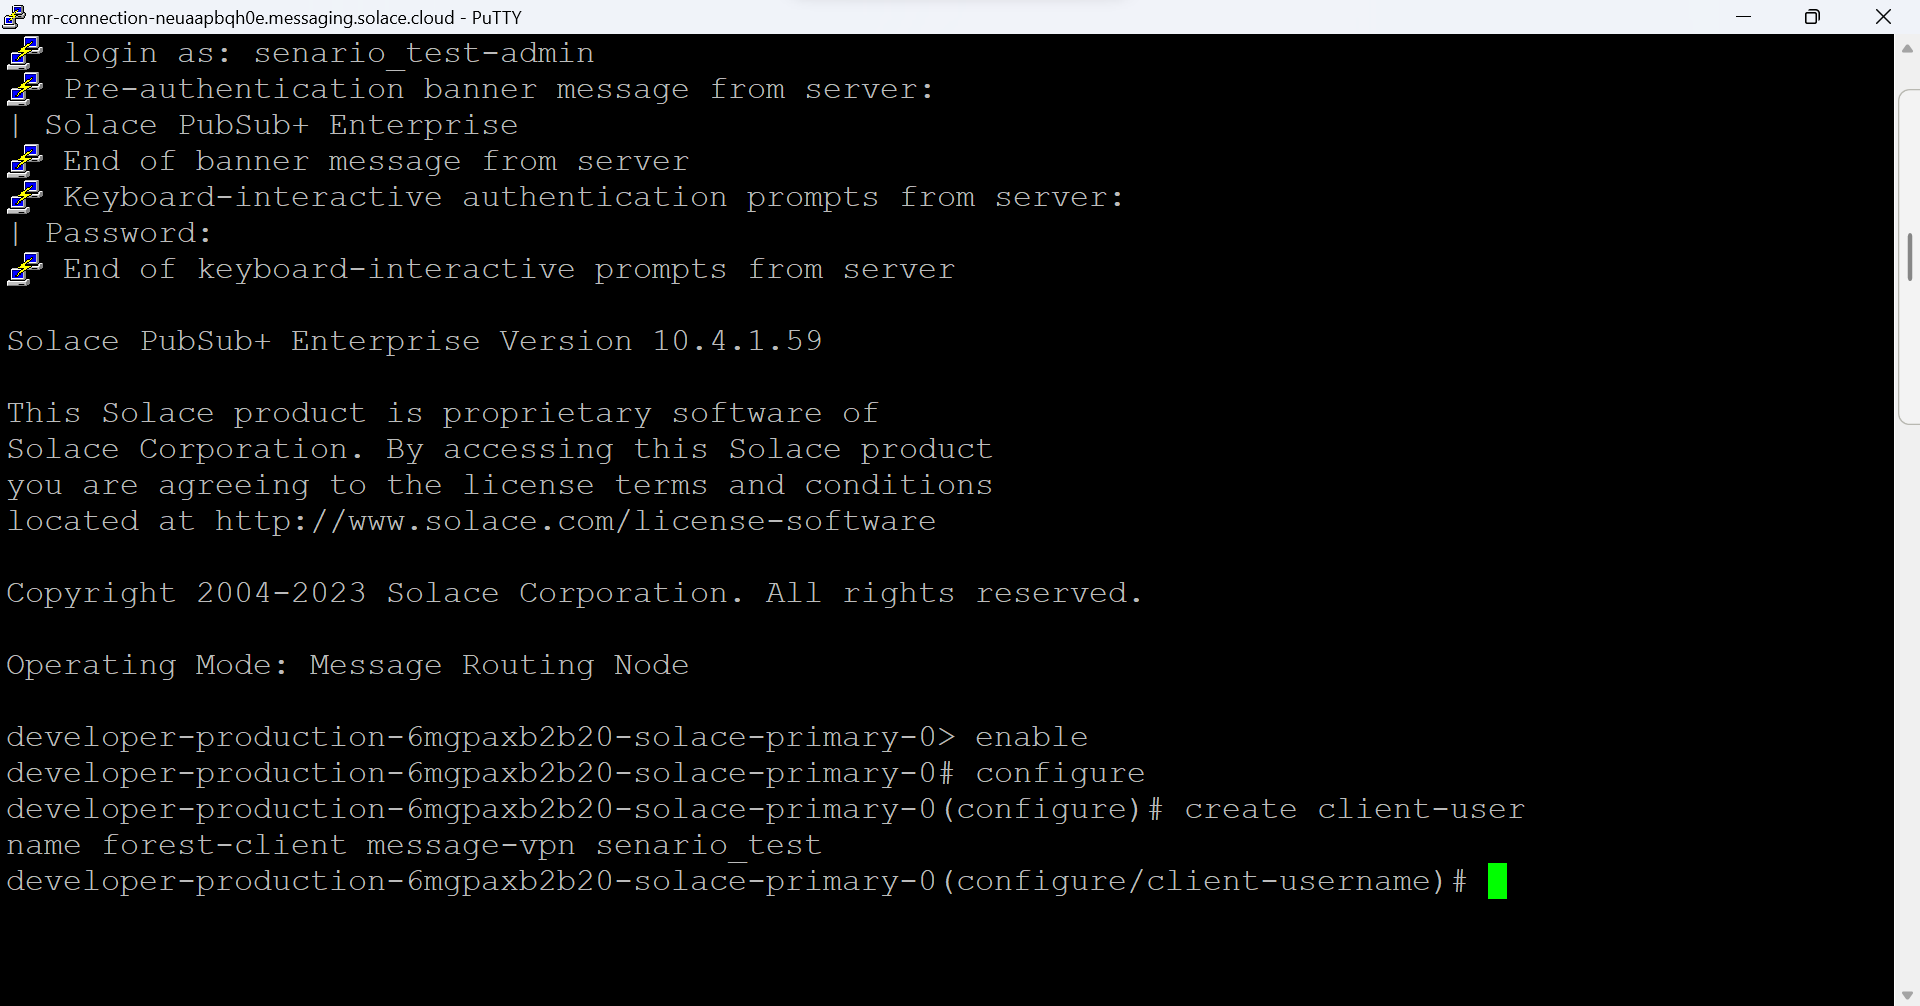 mr-connection-neuaapbqh0e.messaging.solace.cloud - PuTTY
login as: senario_test-admin
Pre-authentication banner message from server:
| Solace PubSub+ Enterprise
End of banner message from server
Keyboard-interactive authentication prompts from server:
| Password:
End of keyboard-interactive prompts from server
Solace PubSub+ Enterprise Version 10.4.1.59
This Solace product is proprietary software of
Solace Corporation. By accessing this Solace product
you are agreeing to the license terms and conditions
located at http://www.solace.com/license-software
Copyright 2004-2023 Solace Corporation. All rights reserved.
Operating Mode: Message Routing Node
developer-production-6mgpaxb2b20-solace-primary-0> enable
developer-production-6mgpaxb2b20-solace-primary-0# configure
developer-production-6mgpaxb2b20-solace-primary-0(configure)# create client-user
name forest-client message-vpn senario_test
developer-production-6mgpaxb2b20-solace-primary-0(configure/client-username)#